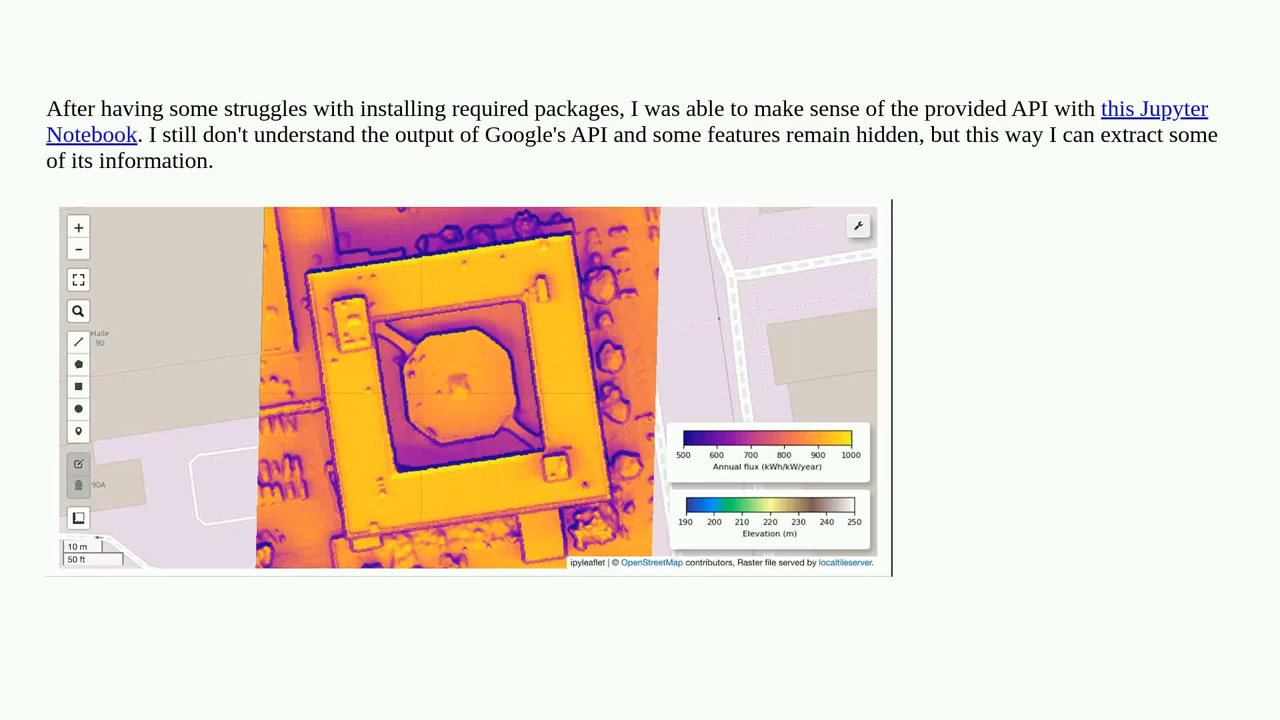 After having some struggles with installing required packages, I was able to make sense of the provided API with this Jupyter
Notebook. I still don't understand the output of Google's API and some features remain hidden, but this way I can extract some
of its information.
+
−
Halle
90
90A
500 600 700 800 900 1000
Annual flux (kWh/kW/year)
190 200 210 220 230 240 250
Elevation (m)
10 m
50 ft
ipyleaflet | © OpenStreetMap contributors, Raster file served by localtileserver.